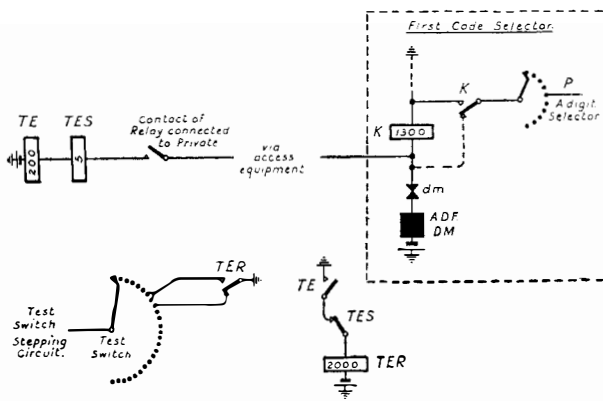 First Code Selector.
K
P
A digit
Selector
TE
TES
Contact of
Relay connected
to Private
K
1300
200
5
via
access
equipment
dm
ADF.
DM
TER
TE
TES
Test
Switch
Stepping
Circuit.
Test
Switch
2000
TER